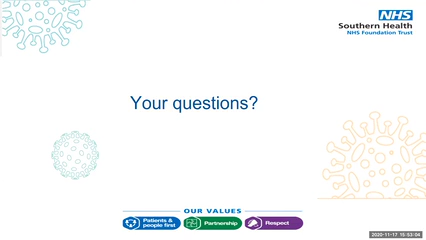 NHS
Southern Health
NHS Foundation Trust
Your questions?
OUR VALUES
Patients &
people first
Partnership
Respect
2020-11-17 15:53:04